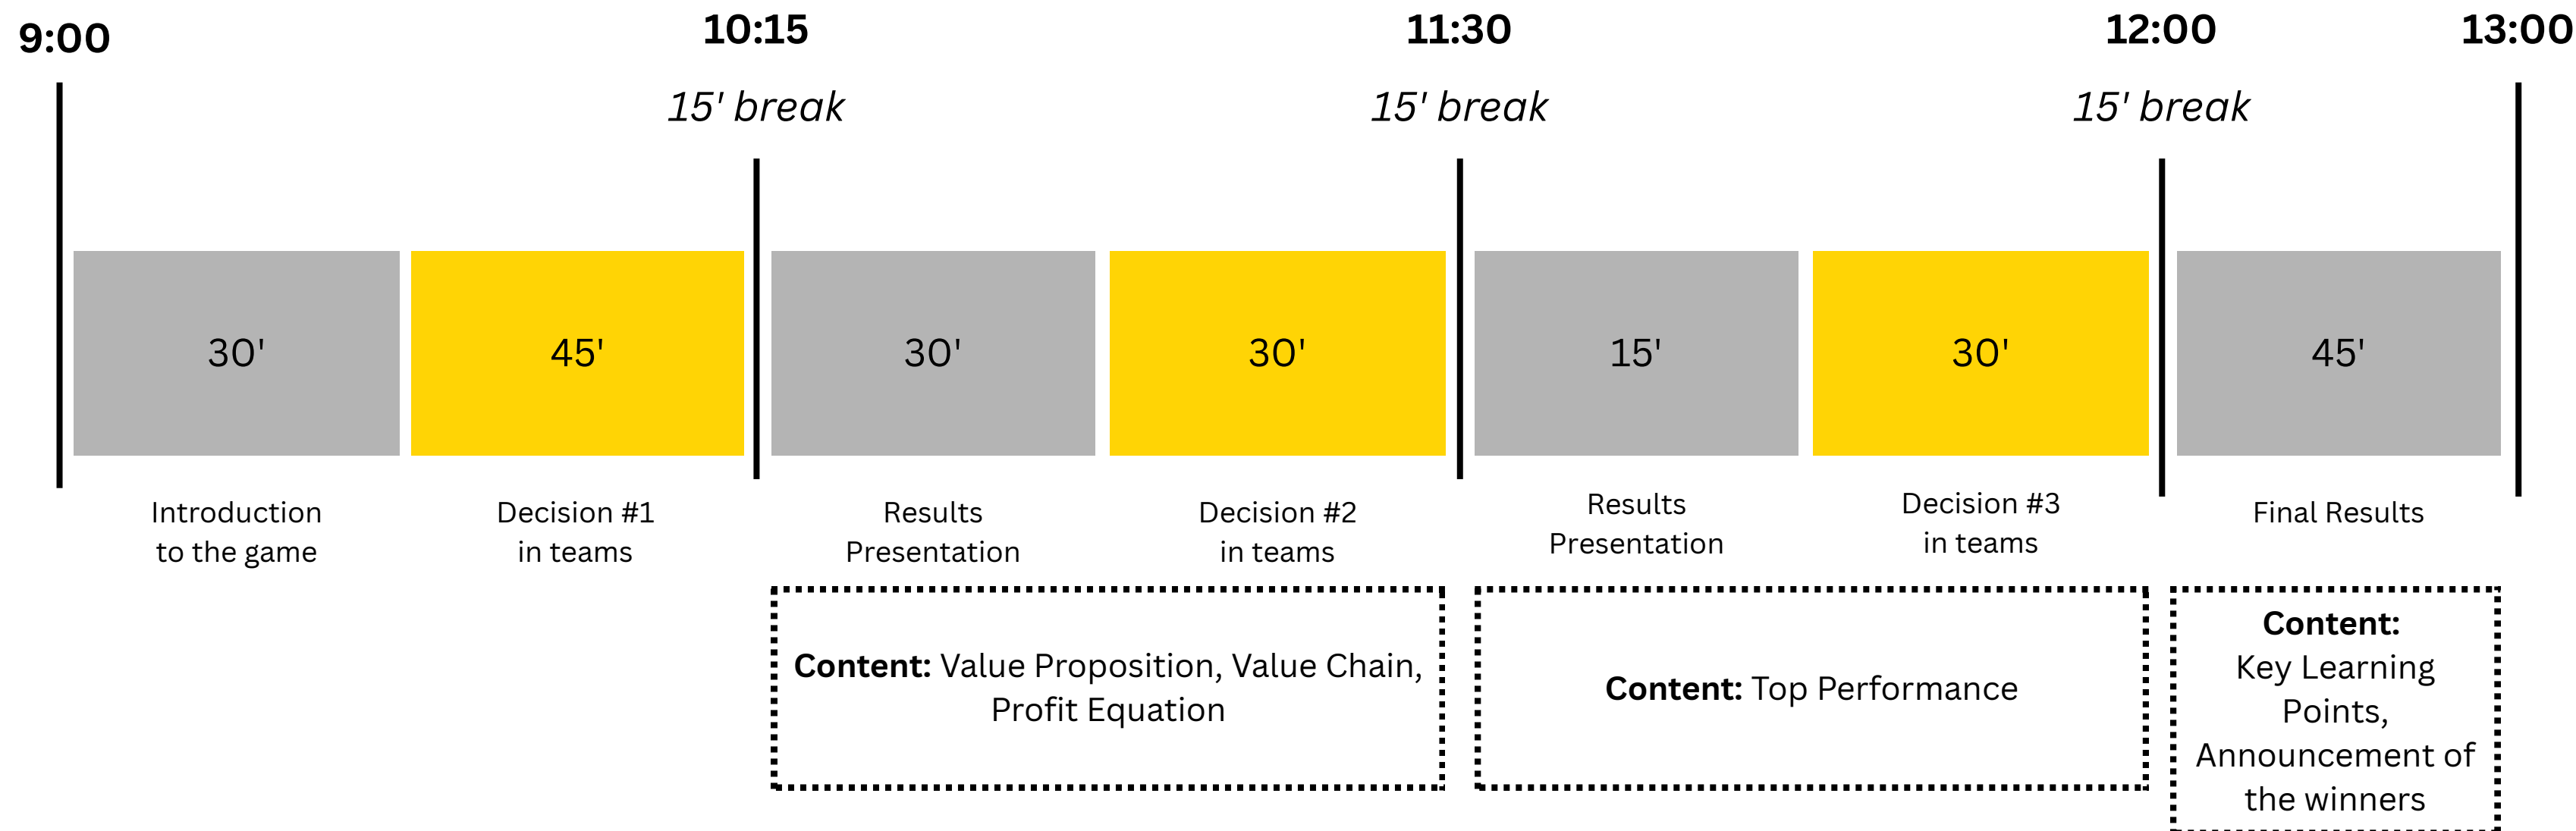 9:00
10:15
11:30
12:00
13:00
15' break
15' break
15' break
30'
45'
30'
30'
15'
30'
45'
Introduction
to the game
Decision #1
in teams
Results
Presentation
Decision #2
in teams
Results
Presentation
Decision #3
in teams
Final Results
Content: Value Proposition, Value Chain,
Profit Equation
Content: Top Performance
Content:
Key Learning
Points,
Announcement of
the winners